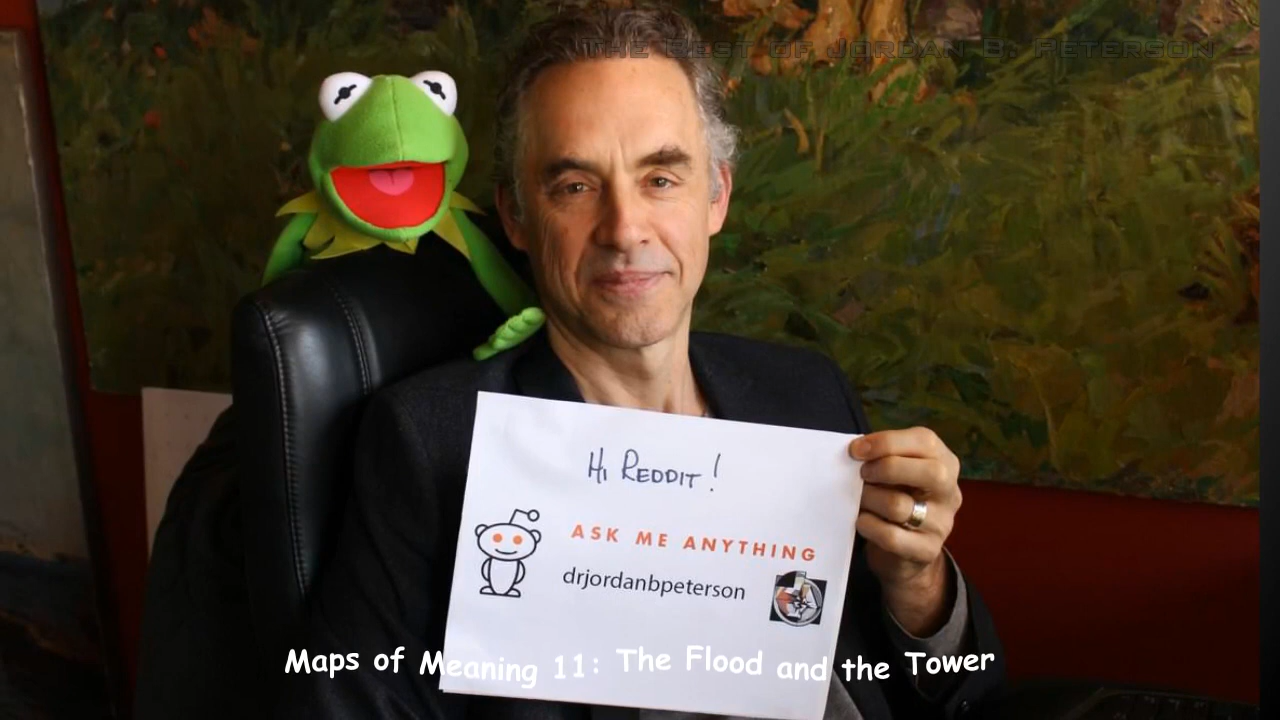 The Best of Jordan B. Peterson
Hi Reddit!
ASK ME ANYTHING
drjordanbpeterson
Maps of Meaning 11: The Flood and the Tower